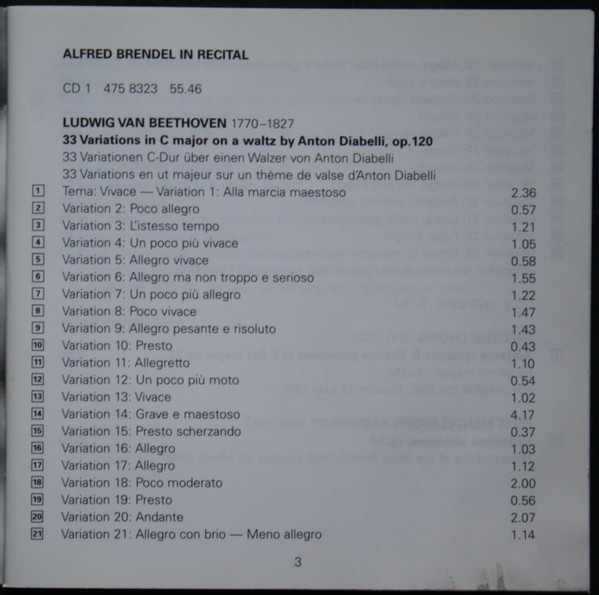 ALFRED BRENDEL IN RECITAL
CD 1 475 8323 55.46
LUDWIG VAN BEETHOVEN 1770–1827
33 Variations in C major on a waltz by Anton Diabelli, op.120
33 Variationen C-Dur über einen Walzer von Anton Diabelli
33 Variations en ut majeur sur un thème de valse d'Anton Diabelli
1 Tema: Vivace — Variation 1: Alla marcia maestoso 2.36
2 Variation 2: Poco allegro 0.57
3 Variation 3: L'istesso tempo 1.21
4 Variation 4: Un poco più vivace 1.05
5 Variation 5: Allegro vivace 0.58
6 Variation 6: Allegro ma non troppo e serioso 1.55
7 Variation 7: Un poco più allegro 1.22
8 Variation 8: Poco vivace 1.47
9 Variation 9: Allegro pesante e risoluto 1.43
10 Variation 10: Presto 0.43
11 Variation 11: Allegretto 1.10
12 Variation 12: Un poco più moto 0.54
13 Variation 13: Vivace 1.02
14 Variation 14: Grave e maestoso 4.17
15 Variation 15: Presto scherzando 0.37
16 Variation 16: Allegro 1.03
17 Variation 17: Allegro 1.12
18 Variation 18: Poco moderato 2.00
19 Variation 19: Presto 0.56
20 Variation 20: Andante 2.07
21 Variation 21: Allegro con brio — Meno allegro 1.14
3